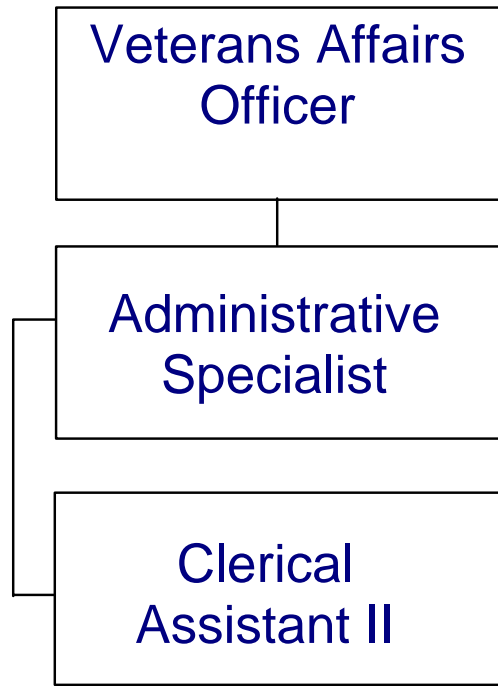 Veterans Affairs
Officer
Administrative
Specialist
Clerical
Assistant II